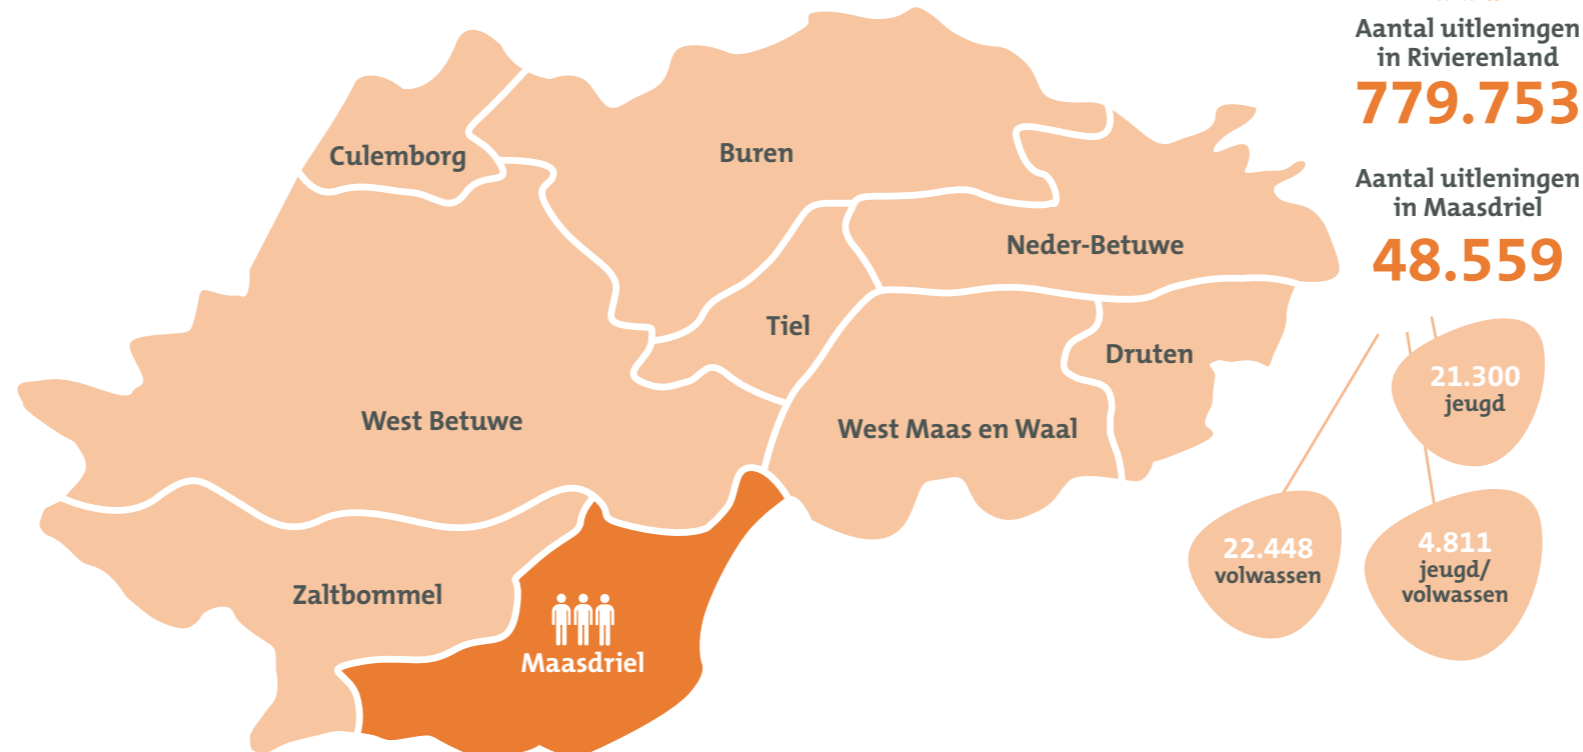 Aantal uitleningen
in Rivierenland
779.753
Aantal uitleningen
in Maasdriel
48.559
21.300
jeugd
22.448
volwassen
4.811
jeugd/
volwassen
Culemborg
Buren
Neder-Betuwe
Tiel
Druten
West Betuwe
West Maas en Waal
Zaltbommel
Maasdriel